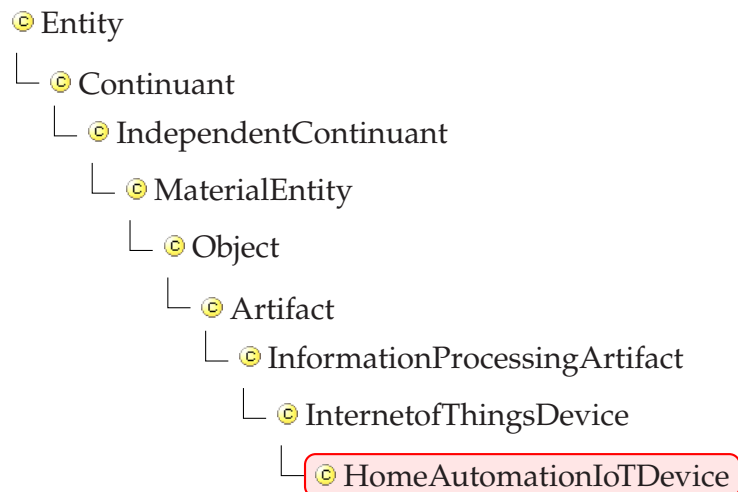 Entity
Continuant
IndependentContinuant
MaterialEntity
Object
Artifact
InformationProcessingArtifact
InternetofThingsDevice
HomeAutomationIoTDevice